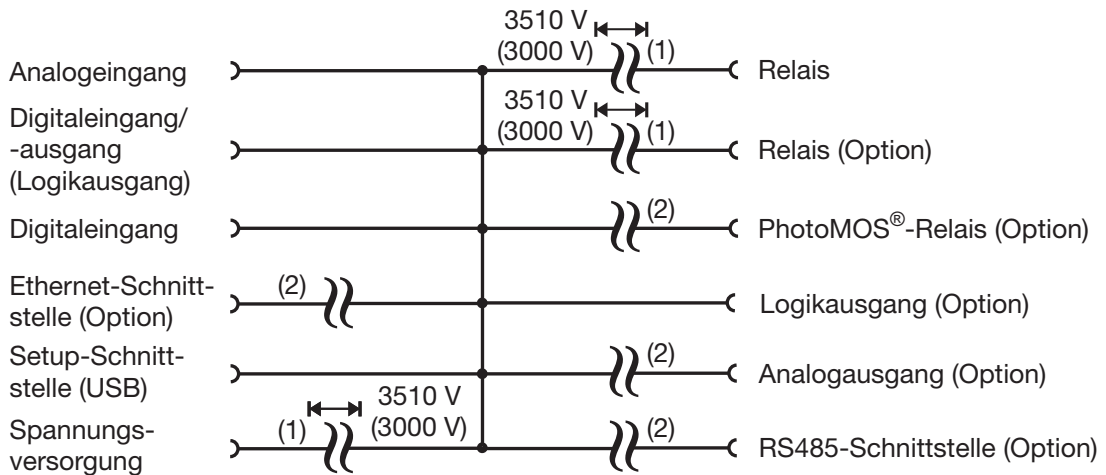 3510 V
(3000 V)
(1)
Analogeingang
Relais
3510 V
(3000 V)
(1)
Digitaleingang/
-ausgang
(Logikausgang)
Relais (Option)
(2)
Digitaleingang
PhotoMOS®-Relais (Option)
Ethernet-Schnitt-
stelle (Option)
(2)
Logikausgang (Option)
Setup-Schnitt-
stelle (USB)
(2)
Analogausgang (Option)
3510 V
(3000 V)
(1)
Spannungs-
versorgung
(2)
RS485-Schnittstelle (Option)